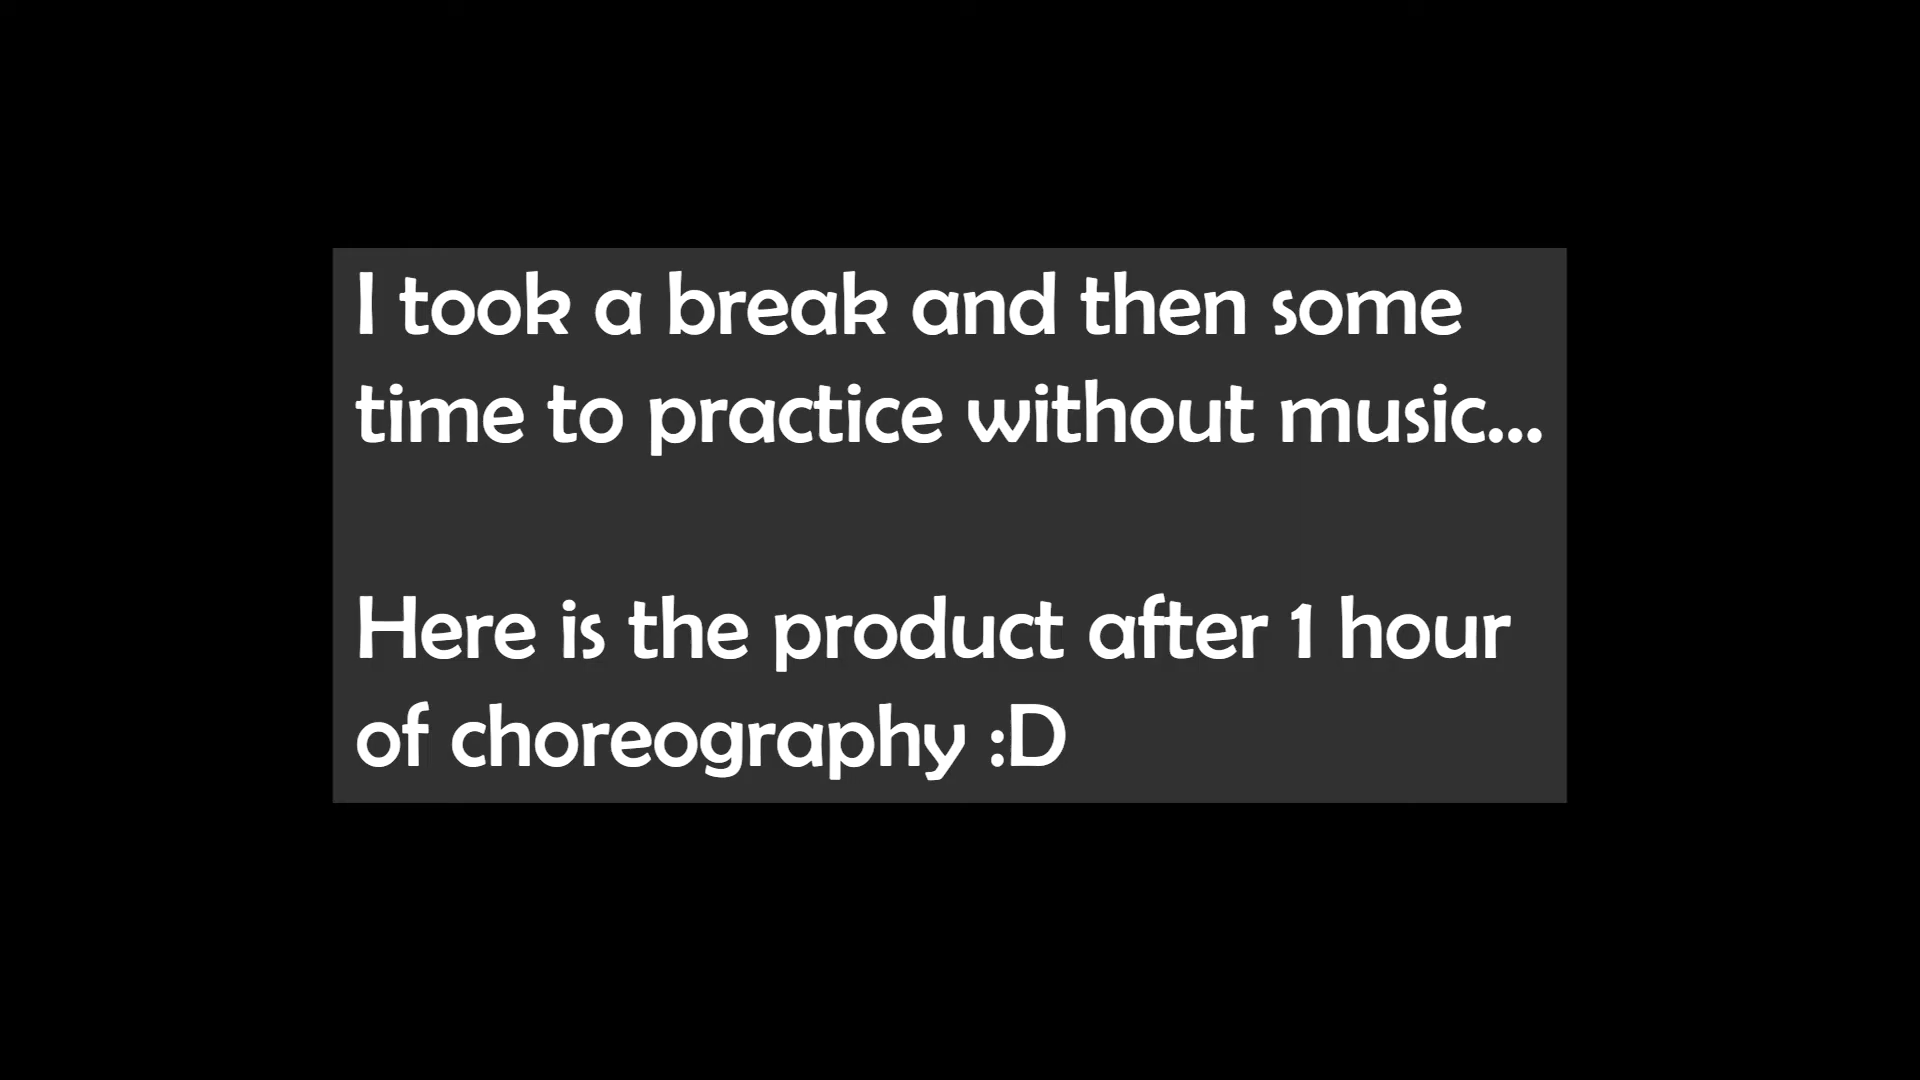 I took a break and then some
time to practice without music...
Here is the product after 1 hour
of choreography :D